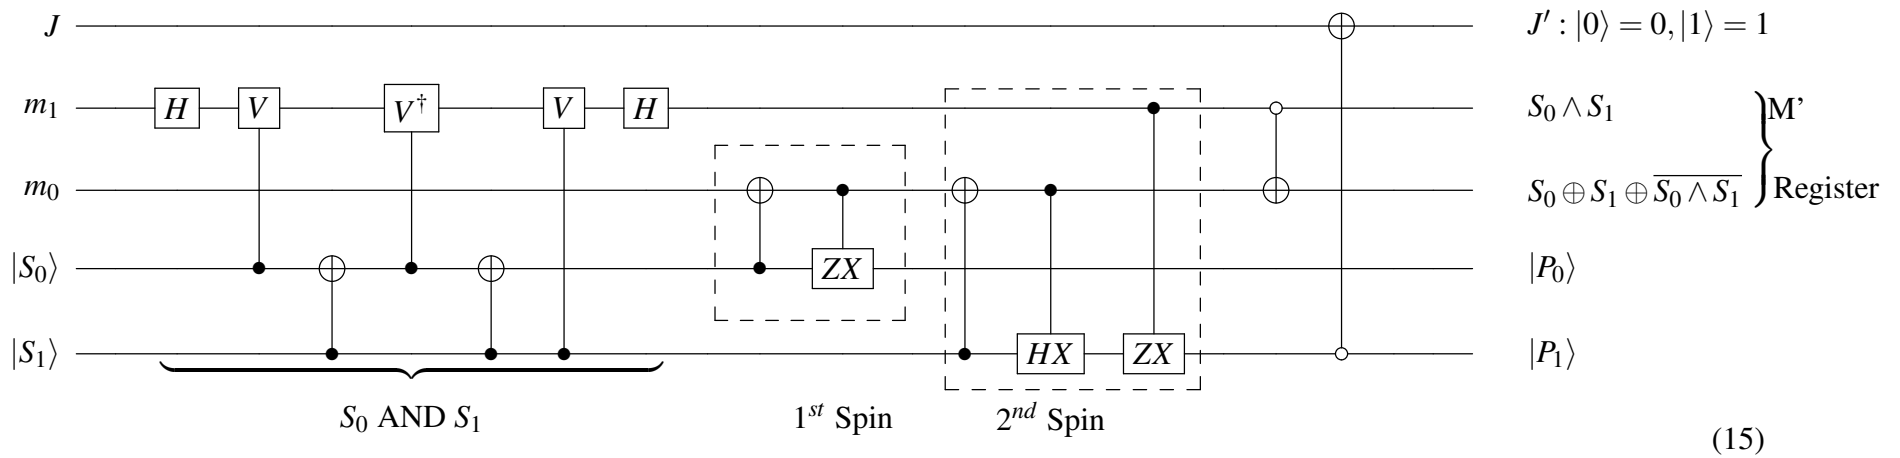 J J′ : |0⟩ = 0, |1⟩ = 1
m₁ H V V† V H S₀ ∧ S₁ M’
m₀ S₀ ⊕ S₁ ⊕ \overline{S₀ ∧ S₁} Register
|S₀⟩ ZX |P₀⟩
|S₁⟩ HX ZX |P₁⟩
S₀ AND S₁ 1ˢᵗ Spin 2ⁿᵈ Spin
(15)